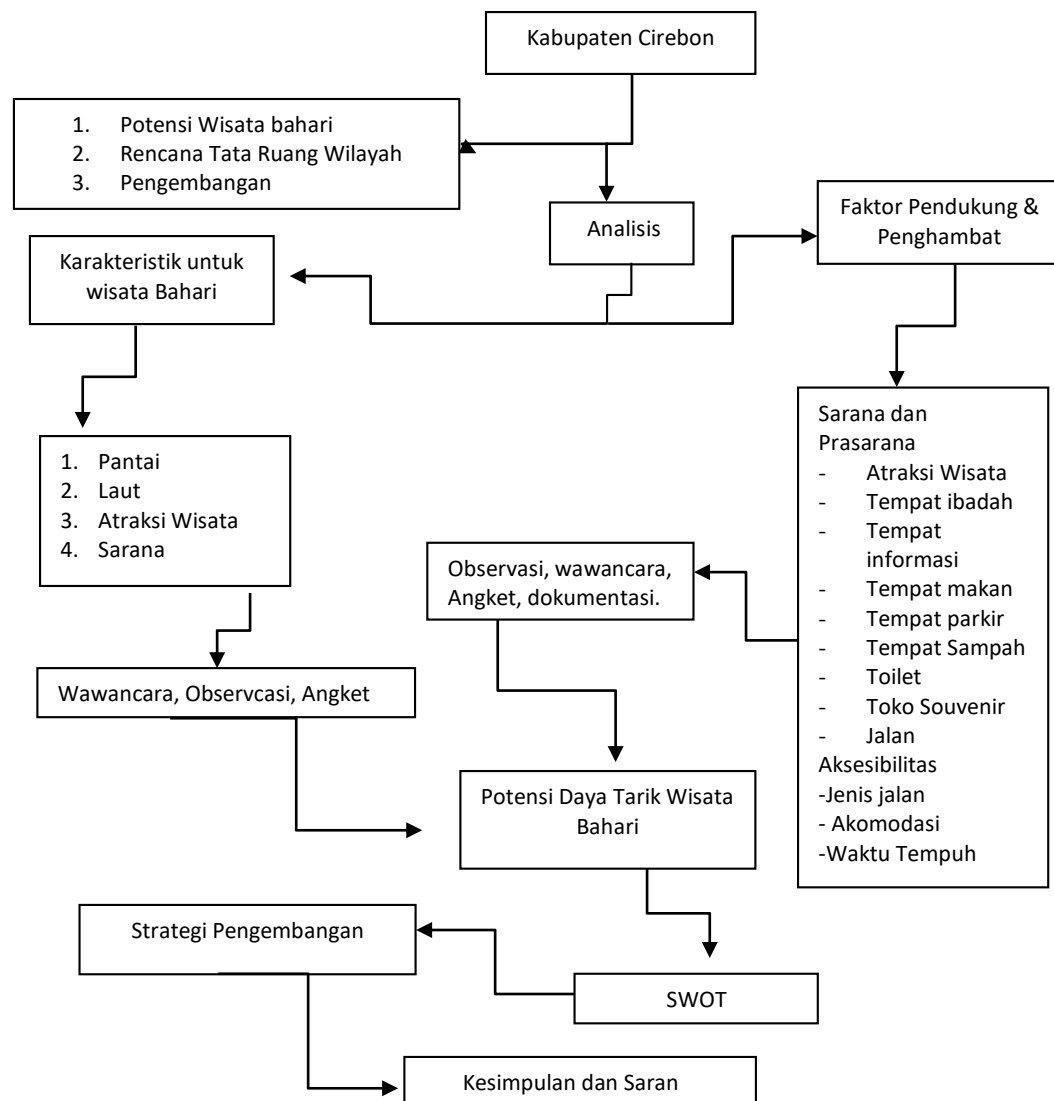 Kabupaten Cirebon
1. Potensi Wisata bahari
2. Rencana Tata Ruang Wilayah
3. Pengembangan
Analisis
Faktor Pendukung &
Penghambat
Karakteristik untuk
wisata Bahari
1. Pantai
2. Laut
3. Atraksi Wisata
4. Sarana
Sarana dan
Prasarana
- Atraksi Wisata
- Tempat ibadah
- Tempat
informasi
- Tempat makan
- Tempat parkir
- Tempat Sampah
- Toilet
- Toko Souvenir
- Jalan
Aksesibilitas
-Jenis jalan
- Akomodasi
-Waktu Tempuh
Observasi, wawancara,
Angket, dokumentasi.
Wawancara, Observcasi, Angket
Potensi Daya Tarik Wisata
Bahari
Strategi Pengembangan
SWOT
Kesimpulan dan Saran